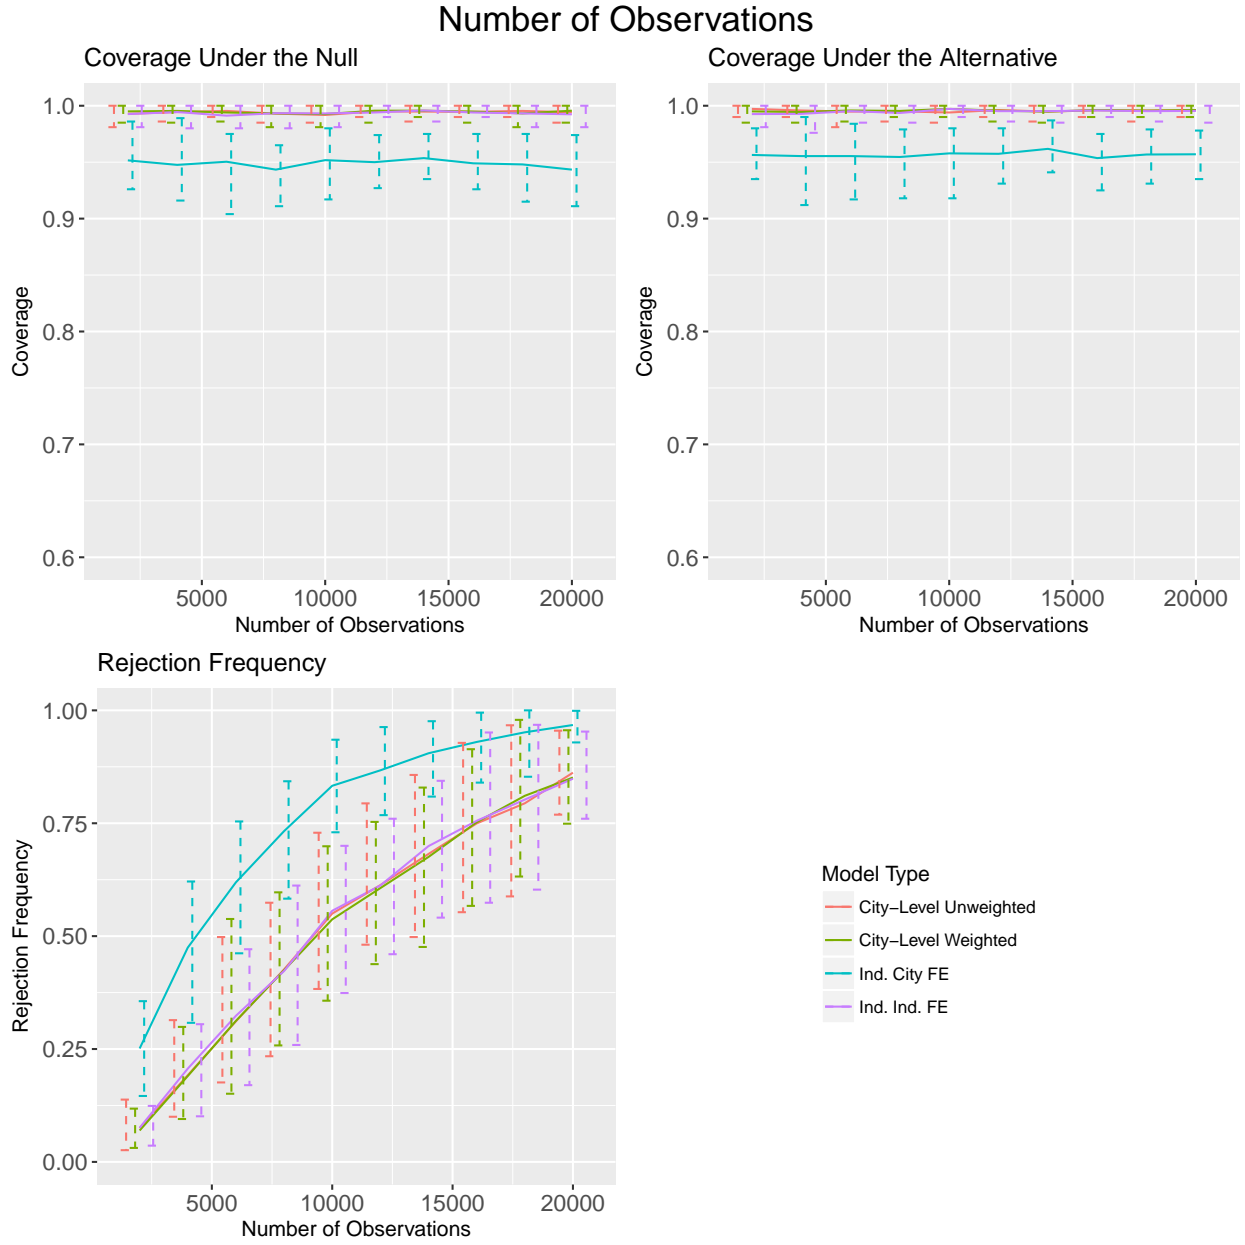 Number of Observations
Coverage Under the Null
1.0
0.9
0.8
0.7
0.6
Coverage
5000 10000 15000 20000
Number of Observations
Coverage Under the Alternative
1.0
0.9
0.8
0.7
0.6
Coverage
5000 10000 15000 20000
Number of Observations
Rejection Frequency
1.00
0.75
0.50
0.25
0.00
Rejection Frequency
5000 10000 15000 20000
Number of Observations
Model Type
City−Level Unweighted
City−Level Weighted
Ind. City FE
Ind. Ind. FE